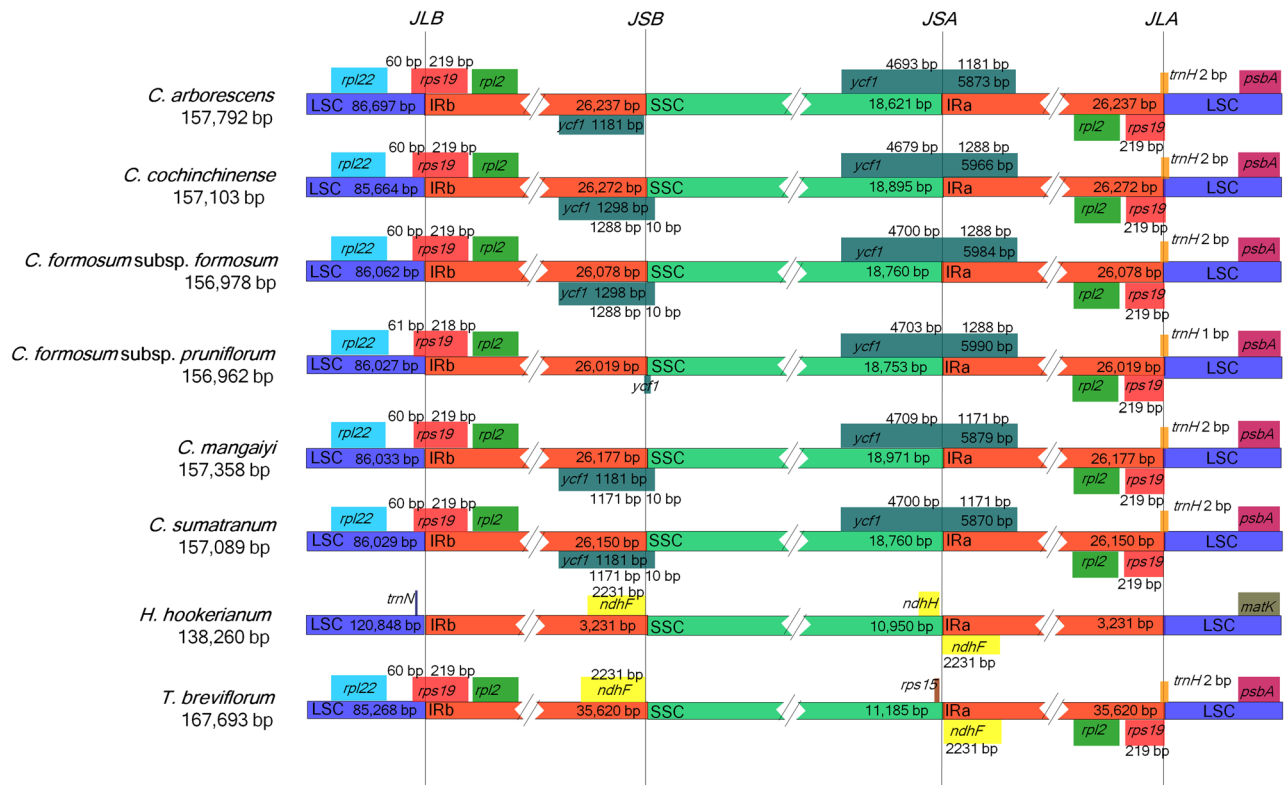 JLB JSB JSA JLA
60 bp 219 bp 4693 bp 1181 bp
rpl22 rps19 rpl2 ycf1 5873 bp trnH 2 bp psbA
C. arborescens LSC 86,697 bp IRb 26,237 bp SSC 18,621 bp IRa 26,237 bp LSC
157,792 bp ycf1 1181 bp rpl2 rps19
219 bp
60 bp 219 bp 4679 bp 1288 bp
rpl22 rps19 rpl2 ycf1 5966 bp trnH 2 bp psbA
C. cochinchinense LSC 85,664 bp IRb 26,272 bp SSC 18,895 bp IRa 26,272 bp LSC
157,103 bp ycf1 1298 bp rpl2 rps19
1288 bp 10 bp 219 bp
60 bp 219 bp 4700 bp 1288 bp
rpl22 rps19 rpl2 ycf1 5984 bp trnH 2 bp psbA
C. formosum subsp. formosum LSC 86,062 bp IRb 26,078 bp SSC 18,760 bp IRa 26,078 bp LSC
156,978 bp ycf1 1298 bp rpl2 rps19
1288 bp 10 bp 219 bp
61 bp 218 bp 4703 bp 1288 bp
rpl22 rps19 rpl2 ycf1 5990 bp trnH 1 bp psbA
C. formosum subsp. pruniflorum LSC 86,027 bp IRb 26,019 bp SSC 18,753 bp IRa 26,019 bp LSC
156,962 bp ycf1 rpl2 rps19
219 bp
60 bp 219 bp 4709 bp 1171 bp
rpl22 rps19 rpl2 ycf1 5879 bp trnH 2 bp psbA
C. mangaiyi LSC 86,033 bp IRb 26,177 bp SSC 18,971 bp IRa 26,177 bp LSC
157,358 bp ycf1 1181 bp rpl2 rps19
1171 bp 10 bp 219 bp
60 bp 219 bp 4700 bp 1171 bp
rpl22 rps19 rpl2 ycf1 5870 bp trnH 2 bp psbA
C. sumatranum LSC 86,029 bp IRb 26,150 bp SSC 18,760 bp IRa 26,150 bp LSC
157,089 bp ycf1 1181 bp rpl2 rps19
1171 bp 10 bp 219 bp
2231 bp
trnN ndhF ndhH matK
H. hookerianum LSC 120,848 bp IRb 3,231 bp SSC 10,950 bp IRa 3,231 bp LSC
138,260 bp ndhF
2231 bp
60 bp 219 bp 2231 bp
rpl22 rps19 rpl2 ndhF rps15 trnH 2 bp psbA
T. breviflorum LSC 85,268 bp IRb 35,620 bp SSC 11,185 bp IRa 35,620 bp LSC
167,693 bp ndhF rpl2 rps19
2231 bp 219 bp